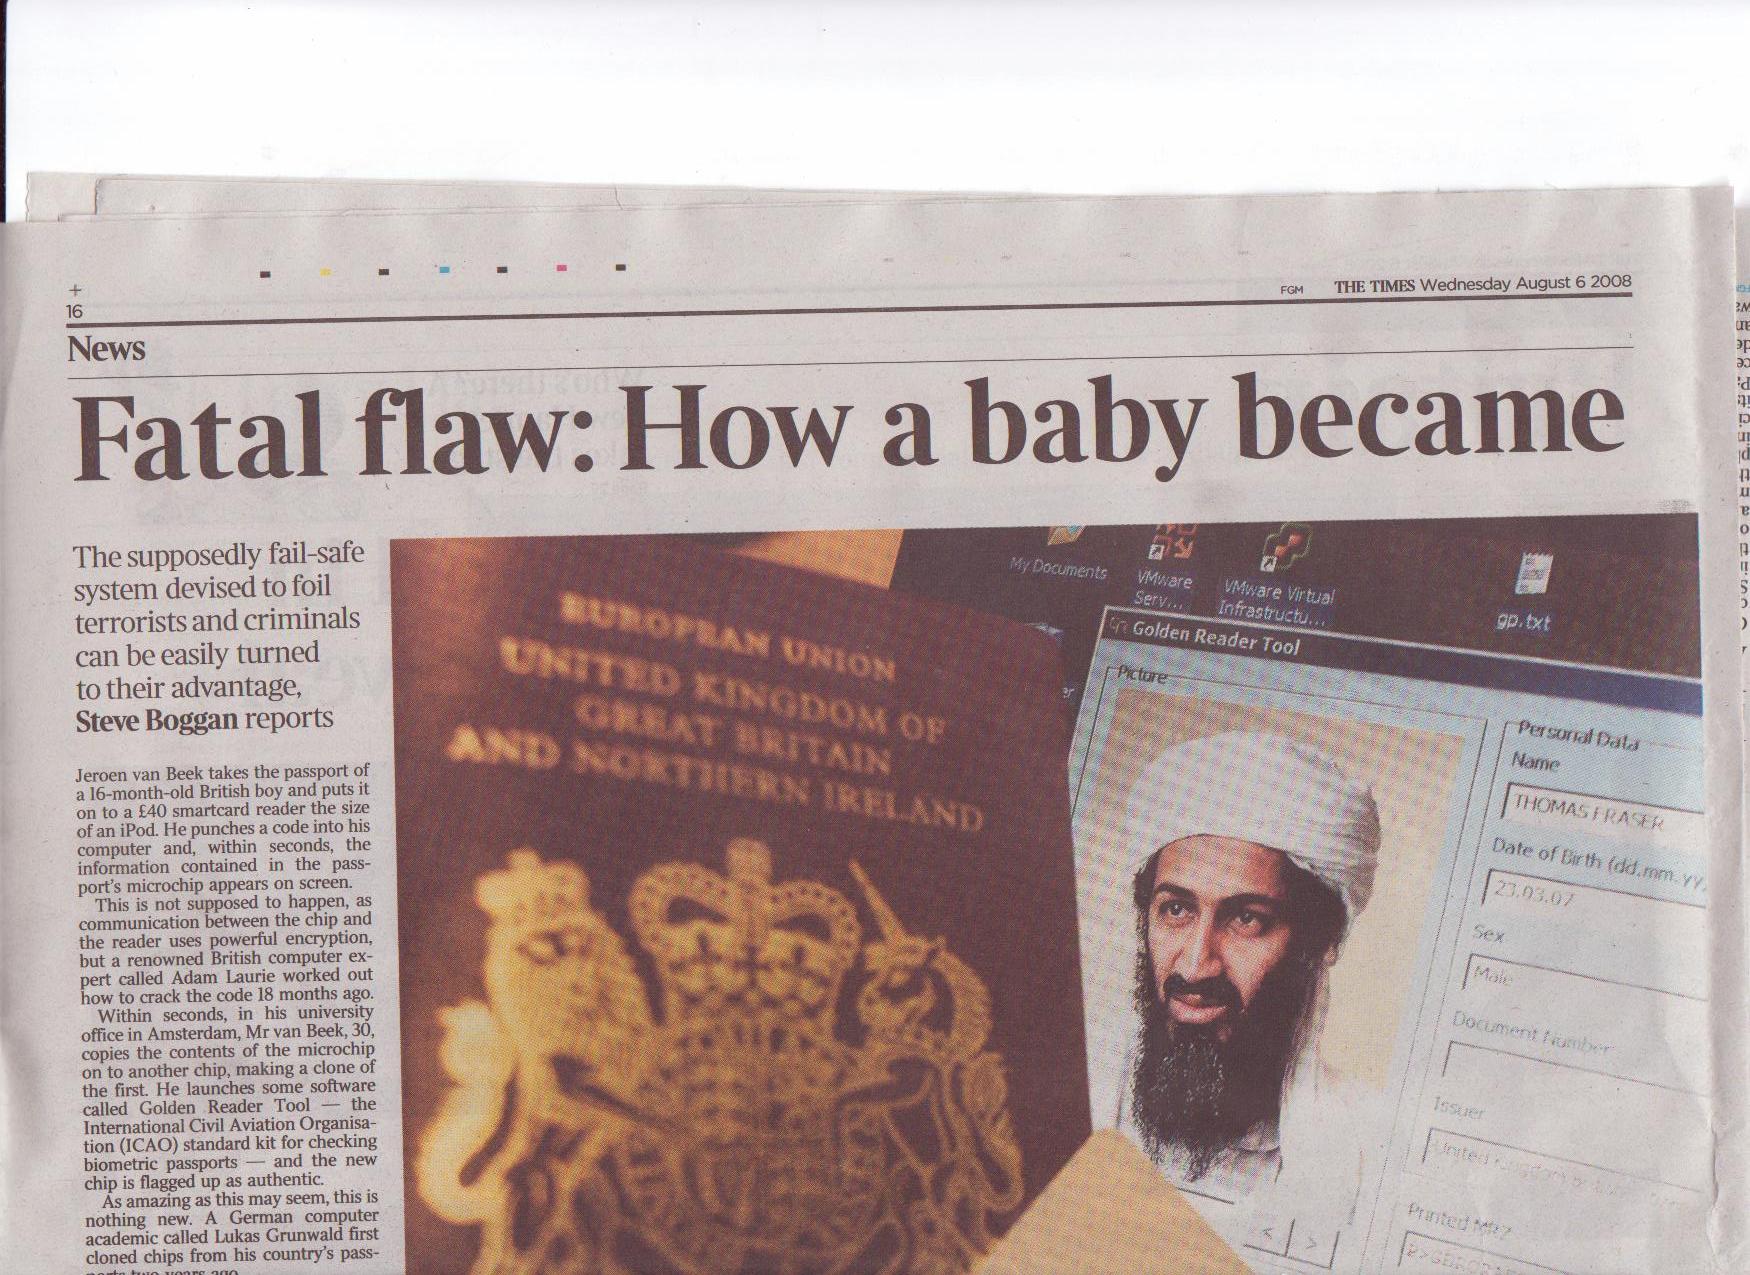 16
FGM THE TIMES Wednesday August 6 2008
News
Fatal flaw: How a baby became
The supposedly fail-safe
system devised to foil
terrorists and criminals
can be easily turned
to their advantage,
Steve Boggan reports
Jeroen van Beek takes the passport of
a 16-month-old British boy and puts it
on to a £40 smartcard reader the size
of an iPod. He punches a code into his
computer and, within seconds, the
information contained in the pass-
port's microchip appears on screen.
This is not supposed to happen, as
communication between the chip and
the reader uses powerful encryption,
but a renowned British computer ex-
pert called Adam Laurie worked out
how to crack the code 18 months ago.
Within seconds, in his university
office in Amsterdam, Mr van Beek, 30,
copies the contents of the microchip
on to another chip, making a clone of
the first. He launches some software
called Golden Reader Tool — the
International Civil Aviation Organisa-
tion (ICAO) standard kit for checking
biometric passports — and the new
chip is flagged up as authentic.
As amazing as this may seem, this is
nothing new. A German computer
academic called Lukas Grunwald first
cloned chips from his country's pass-
ports two years ago
EUROPEAN UNION
UNITED KINGDOM OF
GREAT BRITAIN
AND NORTHERN IRELAND
My Documents
VMware
Serv...
VMware Virtual
Infrastructu...
gp.txt
Golden Reader Tool
Picture
Personal Data
Name
THOMAS FRASER
Date of Birth (dd.mm.yy
23.03.07
Sex
Male
Document Number
Issuer
United Kingdom
Printed MRZ